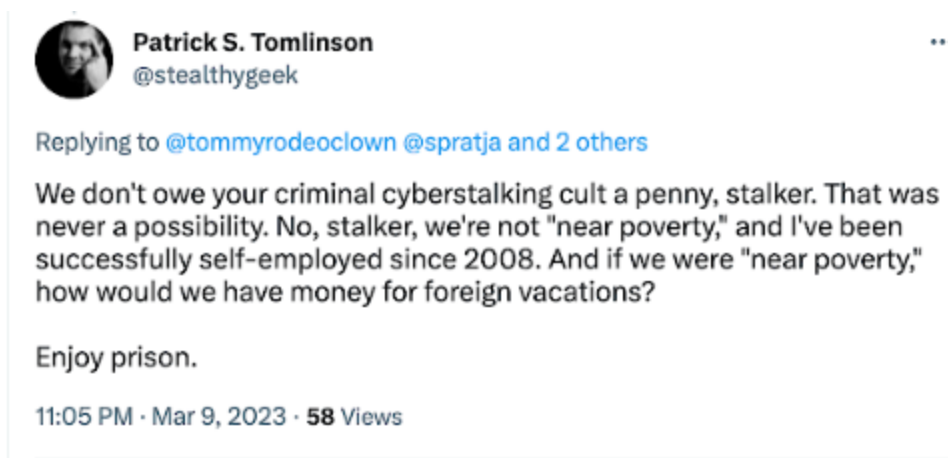 Patrick S. Tomlinson
@stealthygeek
Replying to @tommyrodeoclown @spratja and 2 others
We don't owe your criminal cyberstalking cult a penny, stalker. That was
never a possibility. No, stalker, we're not "near poverty," and I've been
successfully self-employed since 2008. And if we were "near poverty,"
how would we have money for foreign vacations?
Enjoy prison.
11:05 PM · Mar 9, 2023 · 58 Views